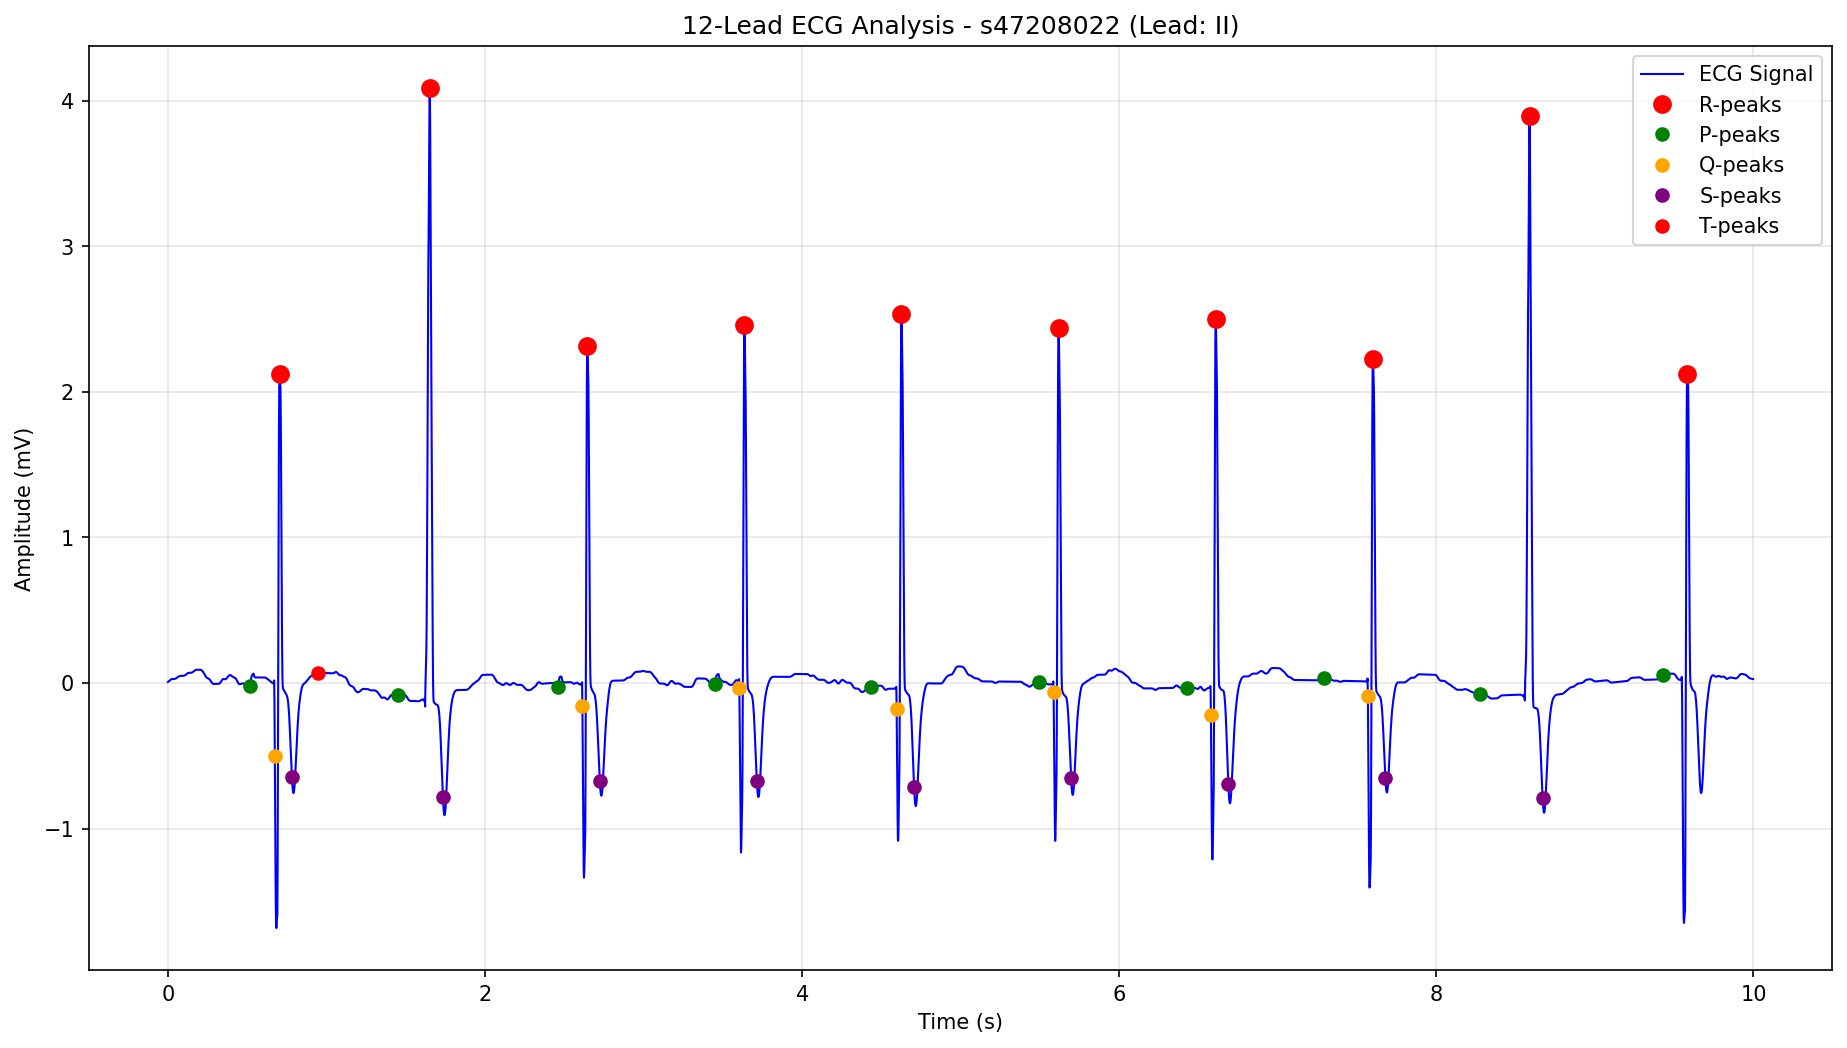 12-Lead ECG Analysis - s47208022 (Lead: II)
ECG Signal
R-peaks
P-peaks
Q-peaks
S-peaks
T-peaks
Amplitude (mV)
4
3
2
1
0
−1
0 2 4 6 8 10
Time (s)